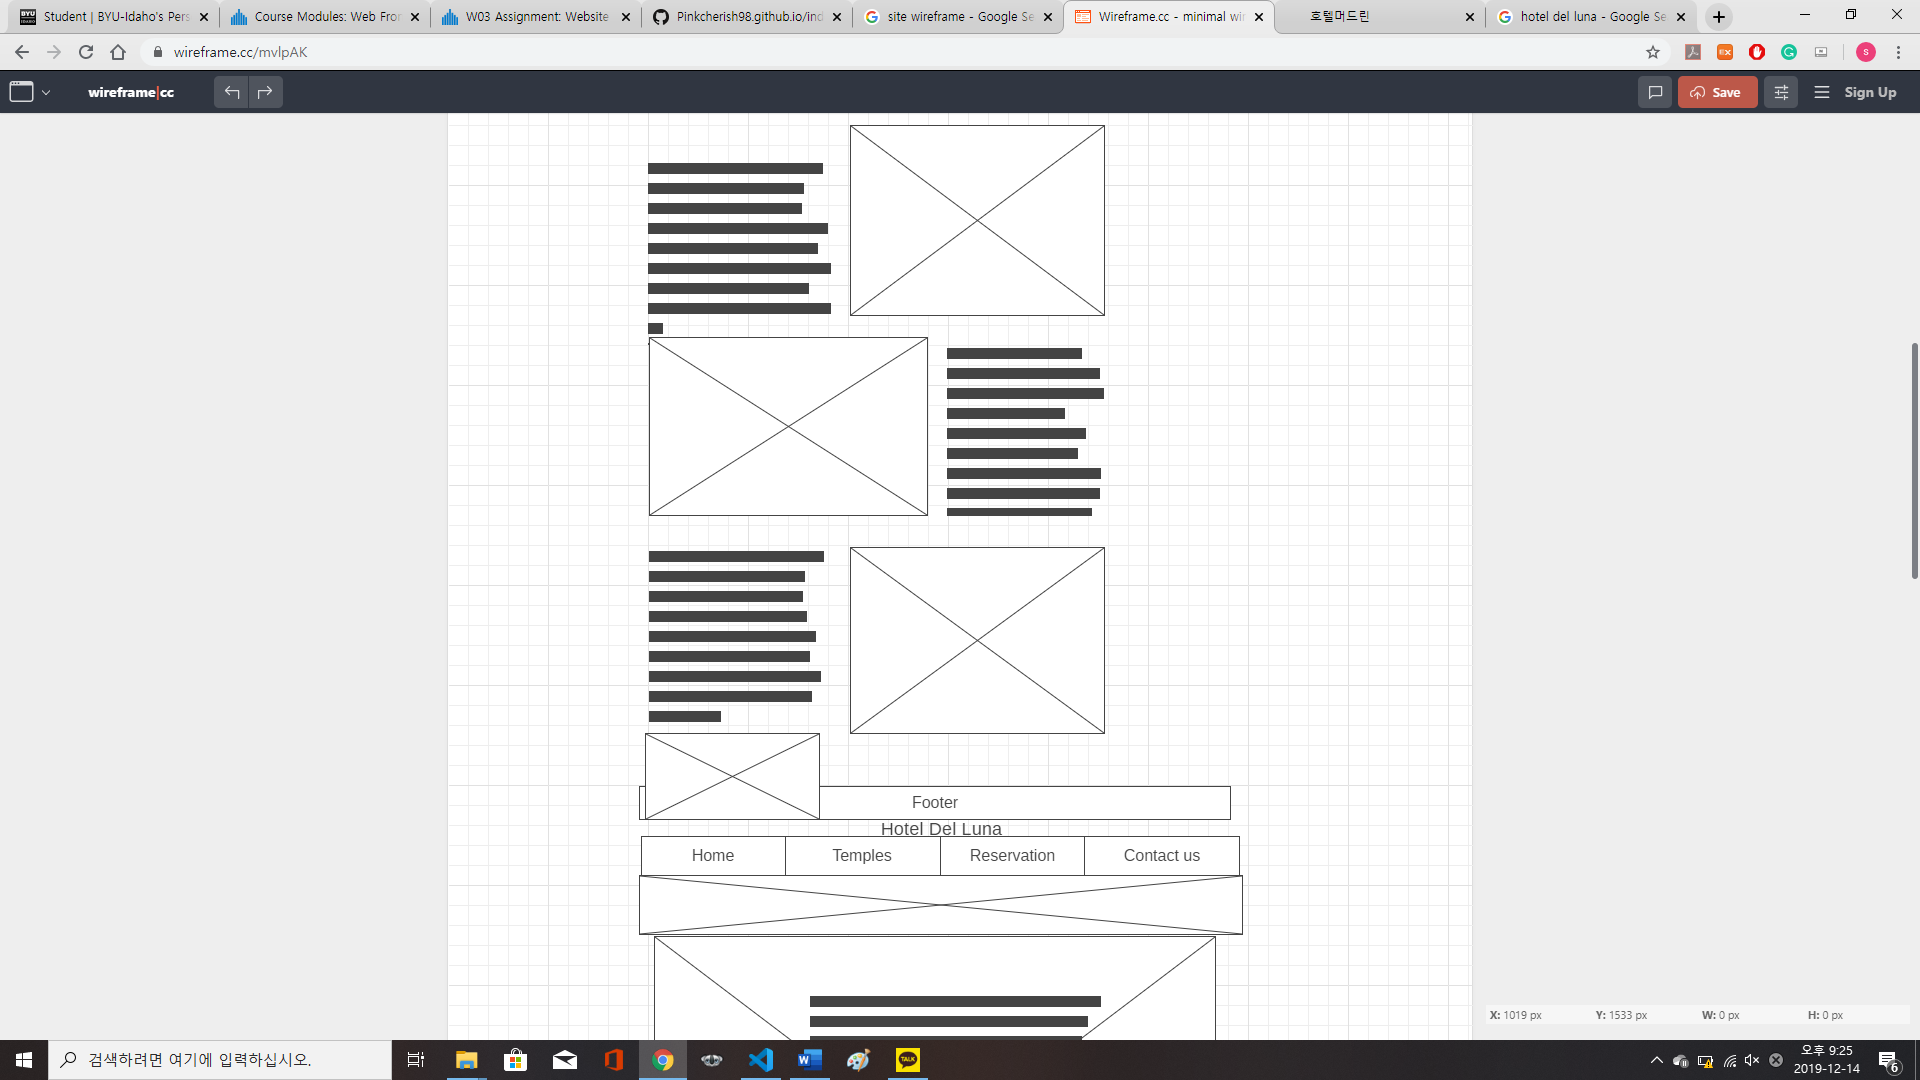 Student | BYU-Idaho's Pers
Course Modules: Web Fron
W03 Assignment: Website
Pinkcherish98.github.io/ind
site wireframe - Google Se
Wireframe.cc - minimal wir
호텔머드린
hotel del luna - Google Se
wireframe.cc/mvlpAK
wireframe|cc
Save
Sign Up
Footer
Hotel Del Luna
Home
Temples
Reservation
Contact us
X: 1019 px
Y: 1533 px
W: 0 px
H: 0 px
검색하려면 여기에 입력하십시오.
TALK
오후 9:25
2019-12-14
6